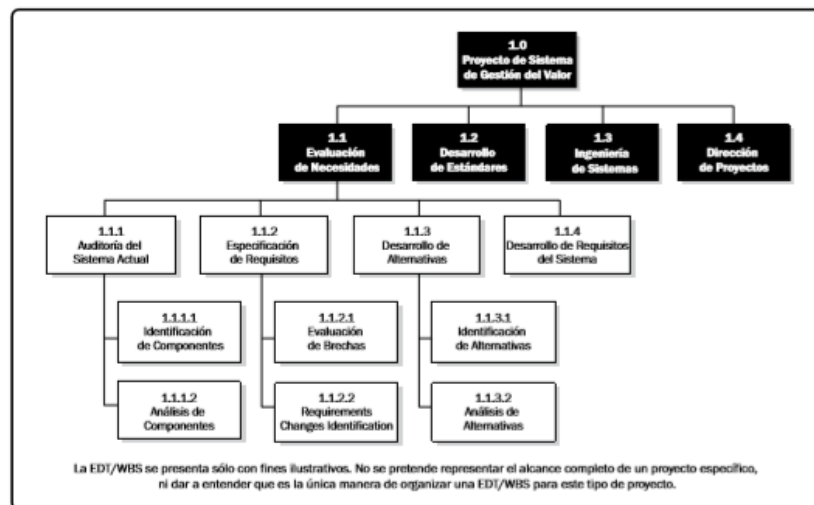 1.0
Proyecto de Sistema
de Gestión del Valor
1.1
Evaluación
de Necesidades
1.2
Desarrollo
de Estándares
1.3
Ingeniería
de Sistemas
1.4
Dirección
de Proyectos
1.1.1
Auditoría del
Sistema Actual
1.1.2
Especificación
de Requisitos
1.1.3
Desarrollo de
Alternativas
1.1.4
Desarrollo de Requisitos
del Sistema
1.1.1.1
Identificación
de Componentes
1.1.2.1
Evaluación
de Brechas
1.1.3.1
Identificación
de Alternativas
1.1.1.2
Análisis de
Componentes
1.1.2.2
Requirements
Changes Identification
1.1.3.2
Análisis de
Alternativas
La EDT/WBS se presenta sólo con fines ilustrativos. No se pretende representar el alcance completo de un proyecto específico,
ni dar a entender que es la única manera de organizar una EDT/WBS para este tipo de proyecto.